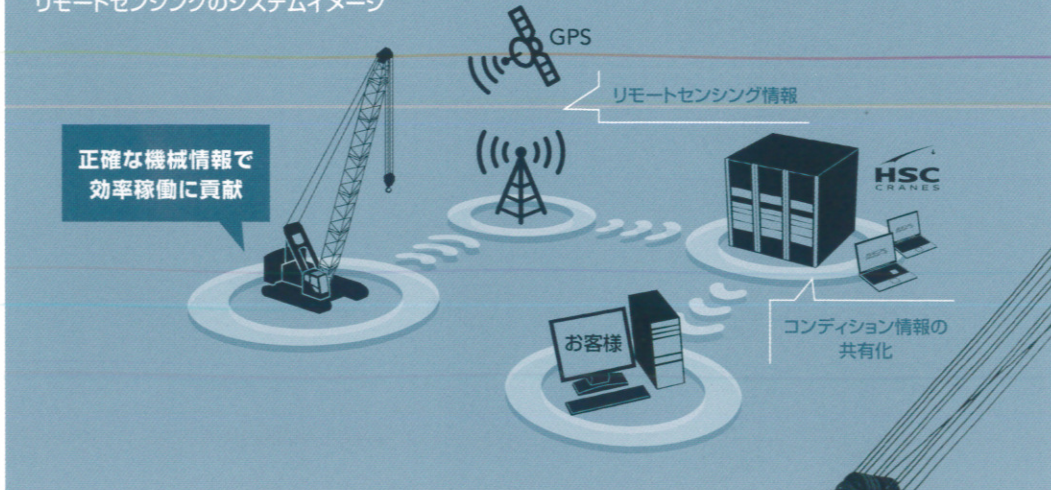 リモートセンシングのシステムイメージ
GPS
リモートセンシング情報
正確な機械情報で
効率稼働に貢献
HSC
CRANES
お客様
コンディション情報の
共有化